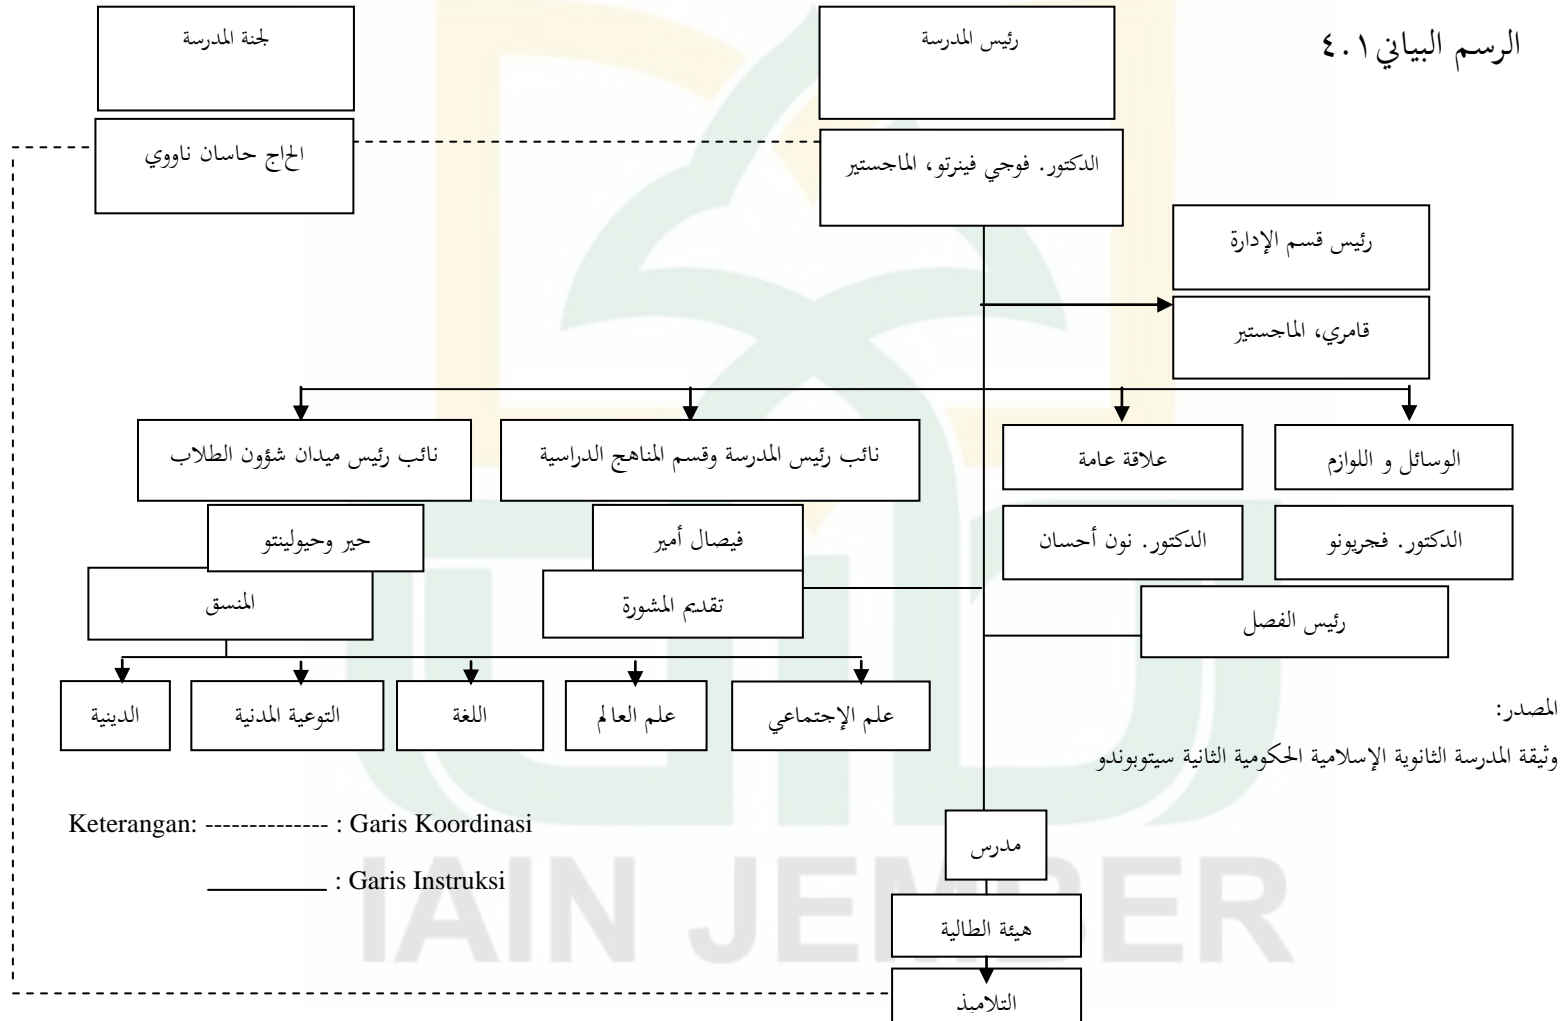 الرسم البياني ٤.١
رئيس المدرسة
لجنة المدرسة
الدكتور. فوجي فينرتو، الماجستير
الحاج حاسان ناووي
رئيس قسم الإدارة
قامري، الماجستير
الوسائل و اللوازم
علاقة عامة
نائب رئيس المدرسة وقسم المناهج الدراسية
نائب رئيس ميدان شؤون الطلاب
الدكتور. فجريونو
الدكتور. نون أحسان
فيصال أمير
حير وحيولينتو
رئيس الفصل
تقديم المشورة
المنسق
علم الإجتماعي
علم العالم
اللغة
التوعية المدنية
الدينية
المصدر:
وثيقة المدرسة الثانوية الإسلامية الحكومية الثانية سيتوبوندو
Keterangan: -------------- : Garis Koordinasi
__________ : Garis Instruksi
مدرس
هيئة الطالية
التلاميذ
IAIN JEMBER